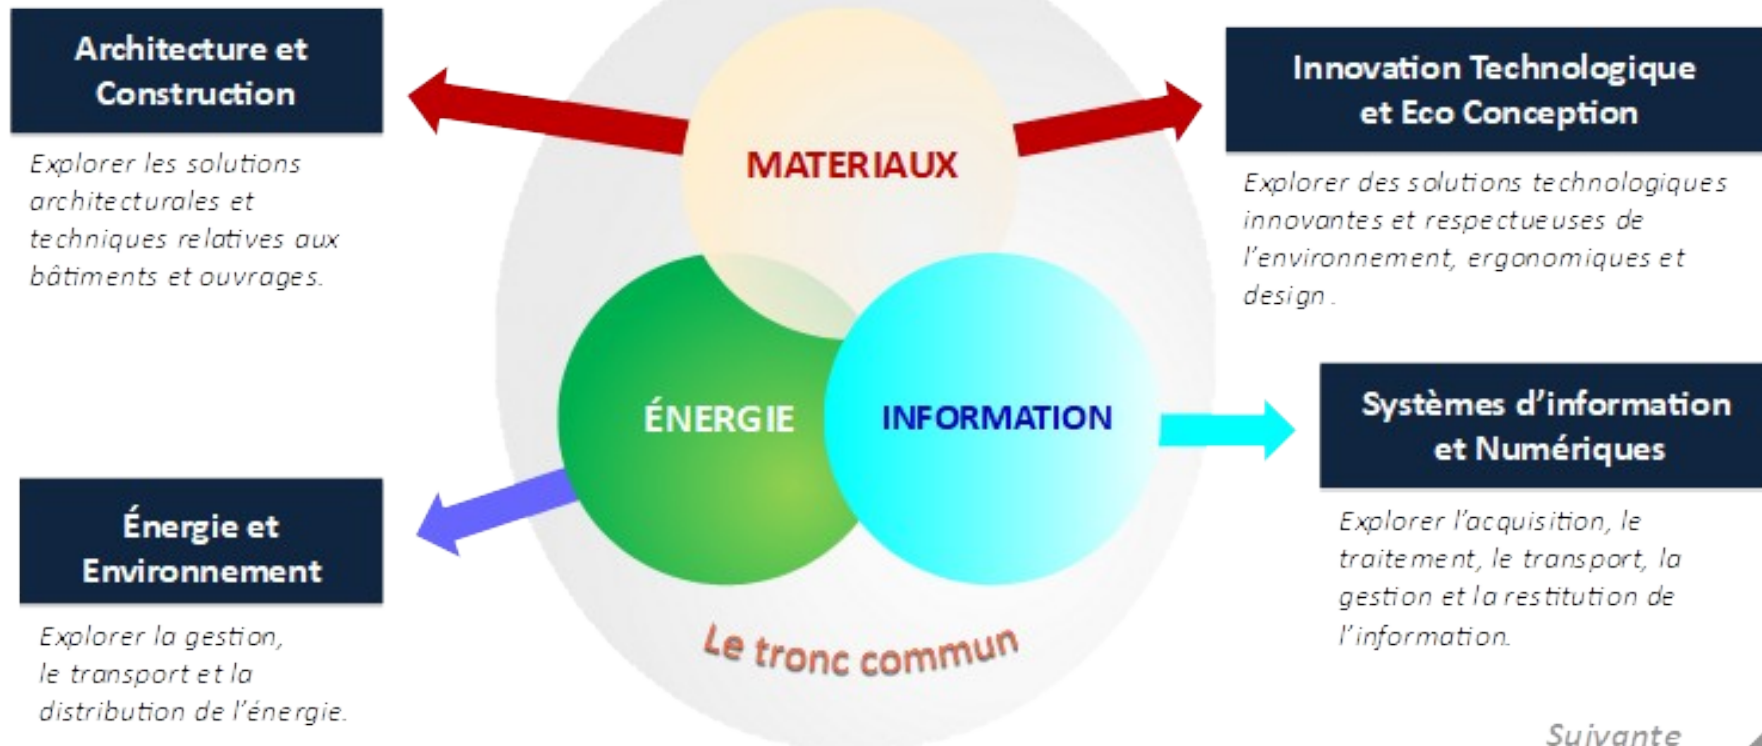 Architecture et
Construction
Explorer les solutions
architecturales et
techniques relatives aux
bâtiments et ouvrages.
MATERIAUX
Innovation Technologique
et Eco Conception
Explorer des solutions technologiques
innovantes et respectueuses de
l’environnement, ergonomiques et
design .
ÉNERGIE
INFORMATION
Systèmes d’information
et Numériques
Explorer l’acquisition, le
traitement, le transport, la
gestion et la restitution de
l’information.
Énergie et
Environnement
Explorer la gestion,
le transport et la
distribution de l’énergie.
Le tronc commun
Suivante